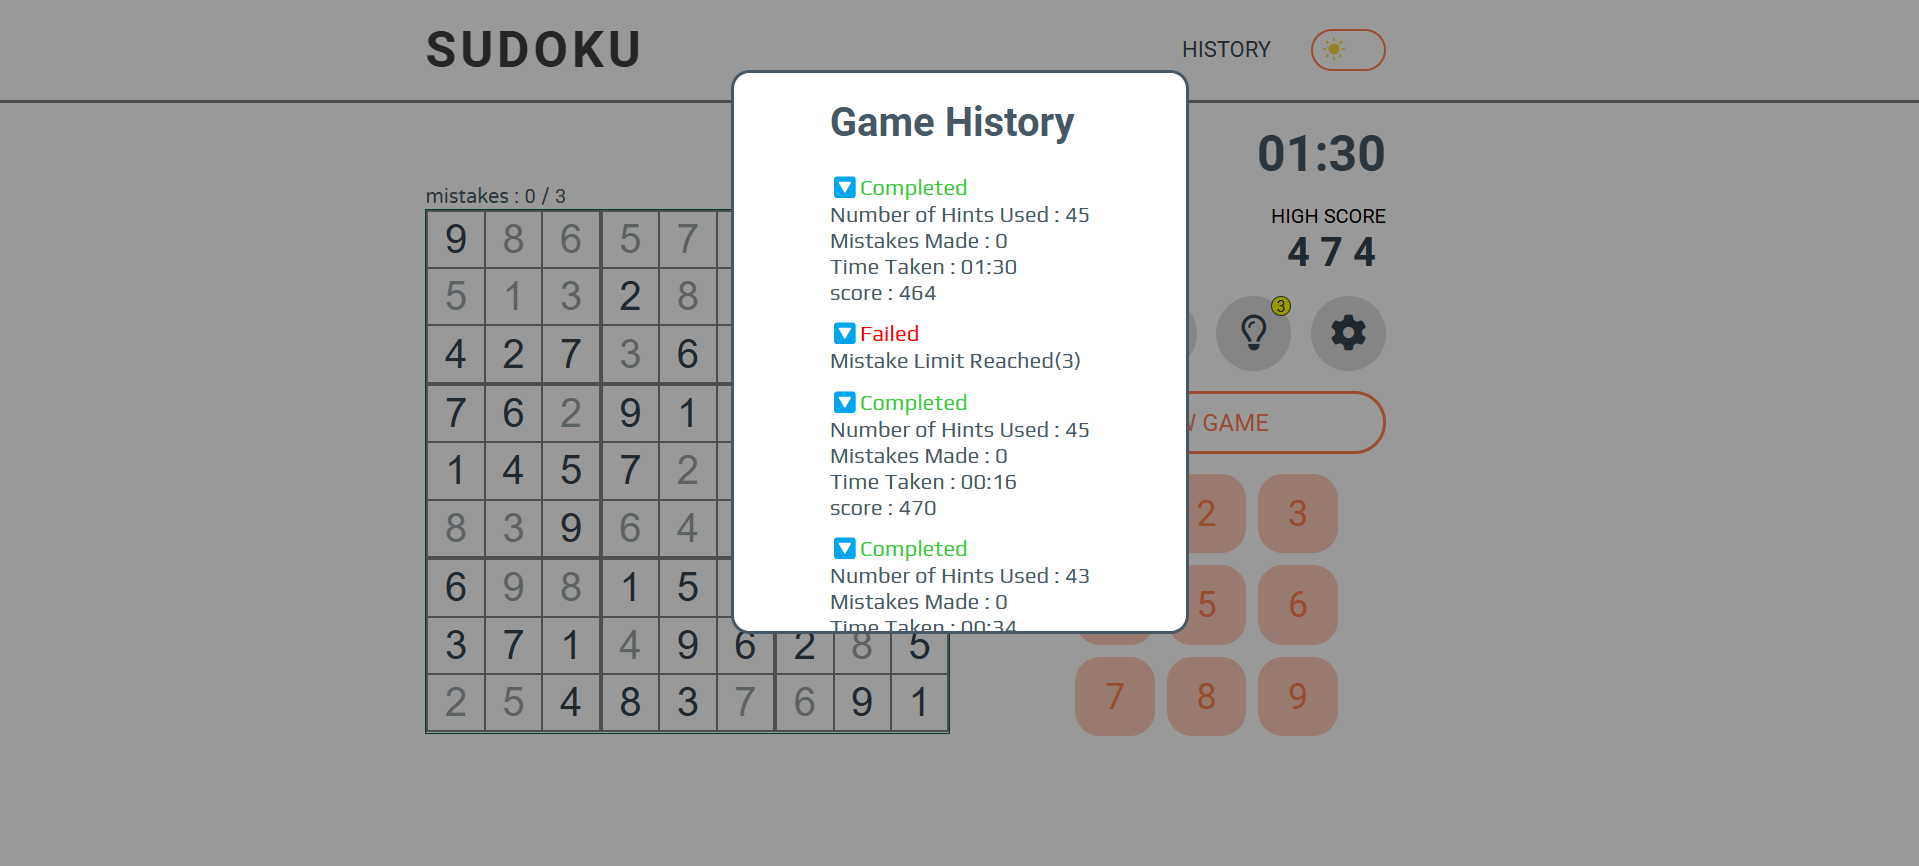 SUDOKU
HISTORY
Game History
Completed
Number of Hints Used : 45
Mistakes Made : 0
Time Taken : 01:30
score : 464
Failed
Mistake Limit Reached(3)
Completed
Number of Hints Used : 45
Mistakes Made : 0
Time Taken : 00:16
score : 470
Completed
Number of Hints Used : 43
Mistakes Made : 0
Time Taken : 00:34
mistakes : 0 / 3
9 8 6 5 7
5 1 3 2 8
4 2 7 3 6
7 6 2 9 1
1 4 5 7 2
8 3 9 6 4
6 9 8 1 5
3 7 1 4 9 6 2 8 5
2 5 4 8 3 7 6 9 1
01:30
HIGH SCORE
474
3
GAME
2 3
5 6
7 8 9